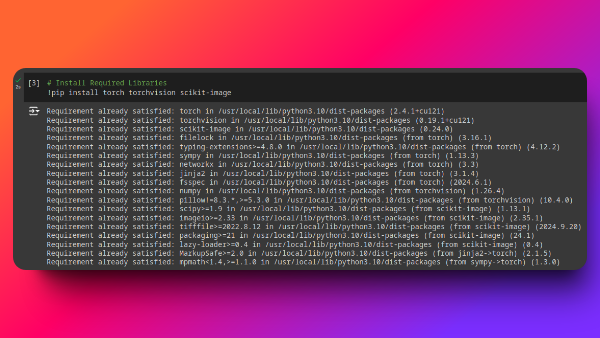 [3] # Install Required Libraries
!pip install torch torchvision scikit-image
2s
Requirement already satisfied: torch in /usr/local/lib/python3.10/dist-packages (2.4.1+cu121)
Requirement already satisfied: torchvision in /usr/local/lib/python3.10/dist-packages (0.19.1+cu121)
Requirement already satisfied: scikit-image in /usr/local/lib/python3.10/dist-packages (0.24.0)
Requirement already satisfied: filelock in /usr/local/lib/python3.10/dist-packages (from torch) (3.16.1)
Requirement already satisfied: typing-extensions>=4.8.0 in /usr/local/lib/python3.10/dist-packages (from torch) (4.12.2)
Requirement already satisfied: sympy in /usr/local/lib/python3.10/dist-packages (from torch) (1.13.3)
Requirement already satisfied: networkx in /usr/local/lib/python3.10/dist-packages (from torch) (3.3)
Requirement already satisfied: jinja2 in /usr/local/lib/python3.10/dist-packages (from torch) (3.1.4)
Requirement already satisfied: fsspec in /usr/local/lib/python3.10/dist-packages (from torch) (2024.6.1)
Requirement already satisfied: numpy in /usr/local/lib/python3.10/dist-packages (from torchvision) (1.26.4)
Requirement already satisfied: pillow!=8.3.*,>=5.3.0 in /usr/local/lib/python3.10/dist-packages (from torchvision) (10.4.0)
Requirement already satisfied: scipy>=1.9 in /usr/local/lib/python3.10/dist-packages (from scikit-image) (1.13.1)
Requirement already satisfied: imageio>=2.33 in /usr/local/lib/python3.10/dist-packages (from scikit-image) (2.35.1)
Requirement already satisfied: tifffile>=2022.8.12 in /usr/local/lib/python3.10/dist-packages (from scikit-image) (2024.9.20)
Requirement already satisfied: packaging>=21 in /usr/local/lib/python3.10/dist-packages (from scikit-image) (24.1)
Requirement already satisfied: lazy-loader>=0.4 in /usr/local/lib/python3.10/dist-packages (from scikit-image) (0.4)
Requirement already satisfied: MarkupSafe>=2.0 in /usr/local/lib/python3.10/dist-packages (from jinja2->torch) (2.1.5)
Requirement already satisfied: mpmath<1.4,>=1.1.0 in /usr/local/lib/python3.10/dist-packages (from sympy->torch) (1.3.0)